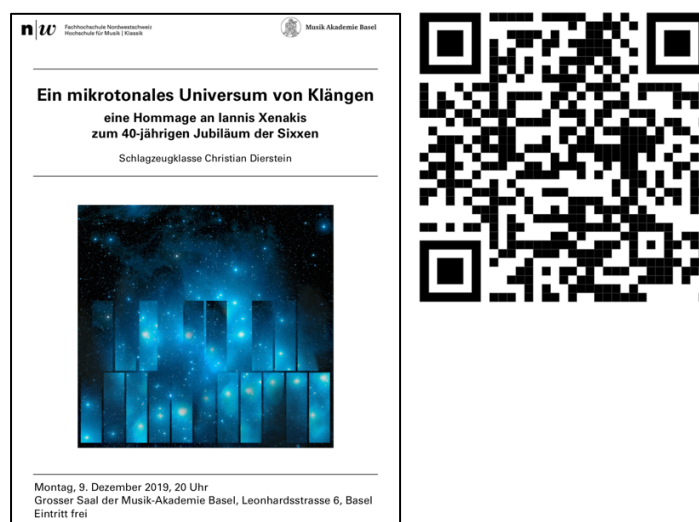 n|w Fachhochschule Nordwestschweiz
Hochschule für Musik | Klassik
Musik Akademie Basel
Ein mikrotonales Universum von Klängen
eine Hommage an Iannis Xenakis
zum 40-jährigen Jubiläum der Sixxen
Schlagzeugklasse Christian Dierstein
Montag, 9. Dezember 2019, 20 Uhr
Grosser Saal der Musik-Akademie Basel, Leonhardsstrasse 6, Basel
Eintritt frei